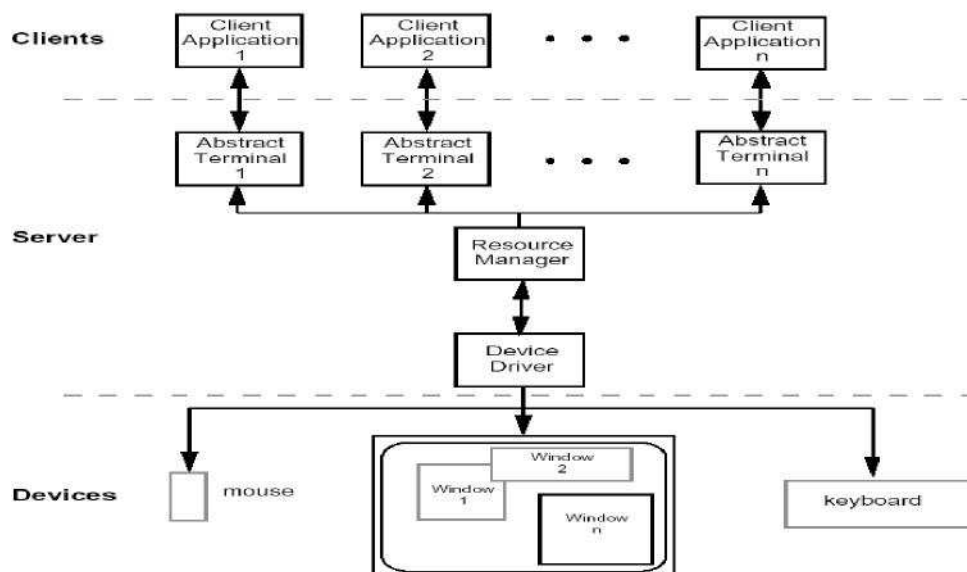 Clients
Client
Application
1
Client
Application
2
Client
Application
n
Abstract
Terminal
1
Abstract
Terminal
2
Abstract
Terminal
n
Server
Resource
Manager
Device
Driver
Devices
mouse
Window
1
Window
2
Window
n
keyboard